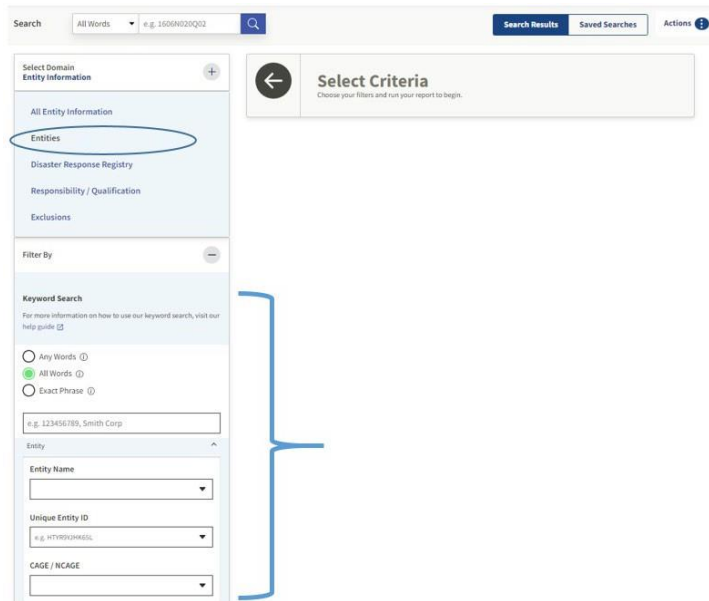 Search
All Words
e.g. 1606N020Q02
Search Results
Saved Searches
Actions
Select Domain
Entity Information
All Entity Information
Entities
Disaster Response Registry
Responsibility / Qualification
Exclusions
Filter By
Keyword Search
For more information on how to use our keyword search, visit our
help guide
Any Words
All Words
Exact Phrase
e.g. 123456789, Smith Corp
Entity
Entity Name
Unique Entity ID
e.g.
CAGE / NCAGE
Select Criteria
Choose your filters and run your report to begin.